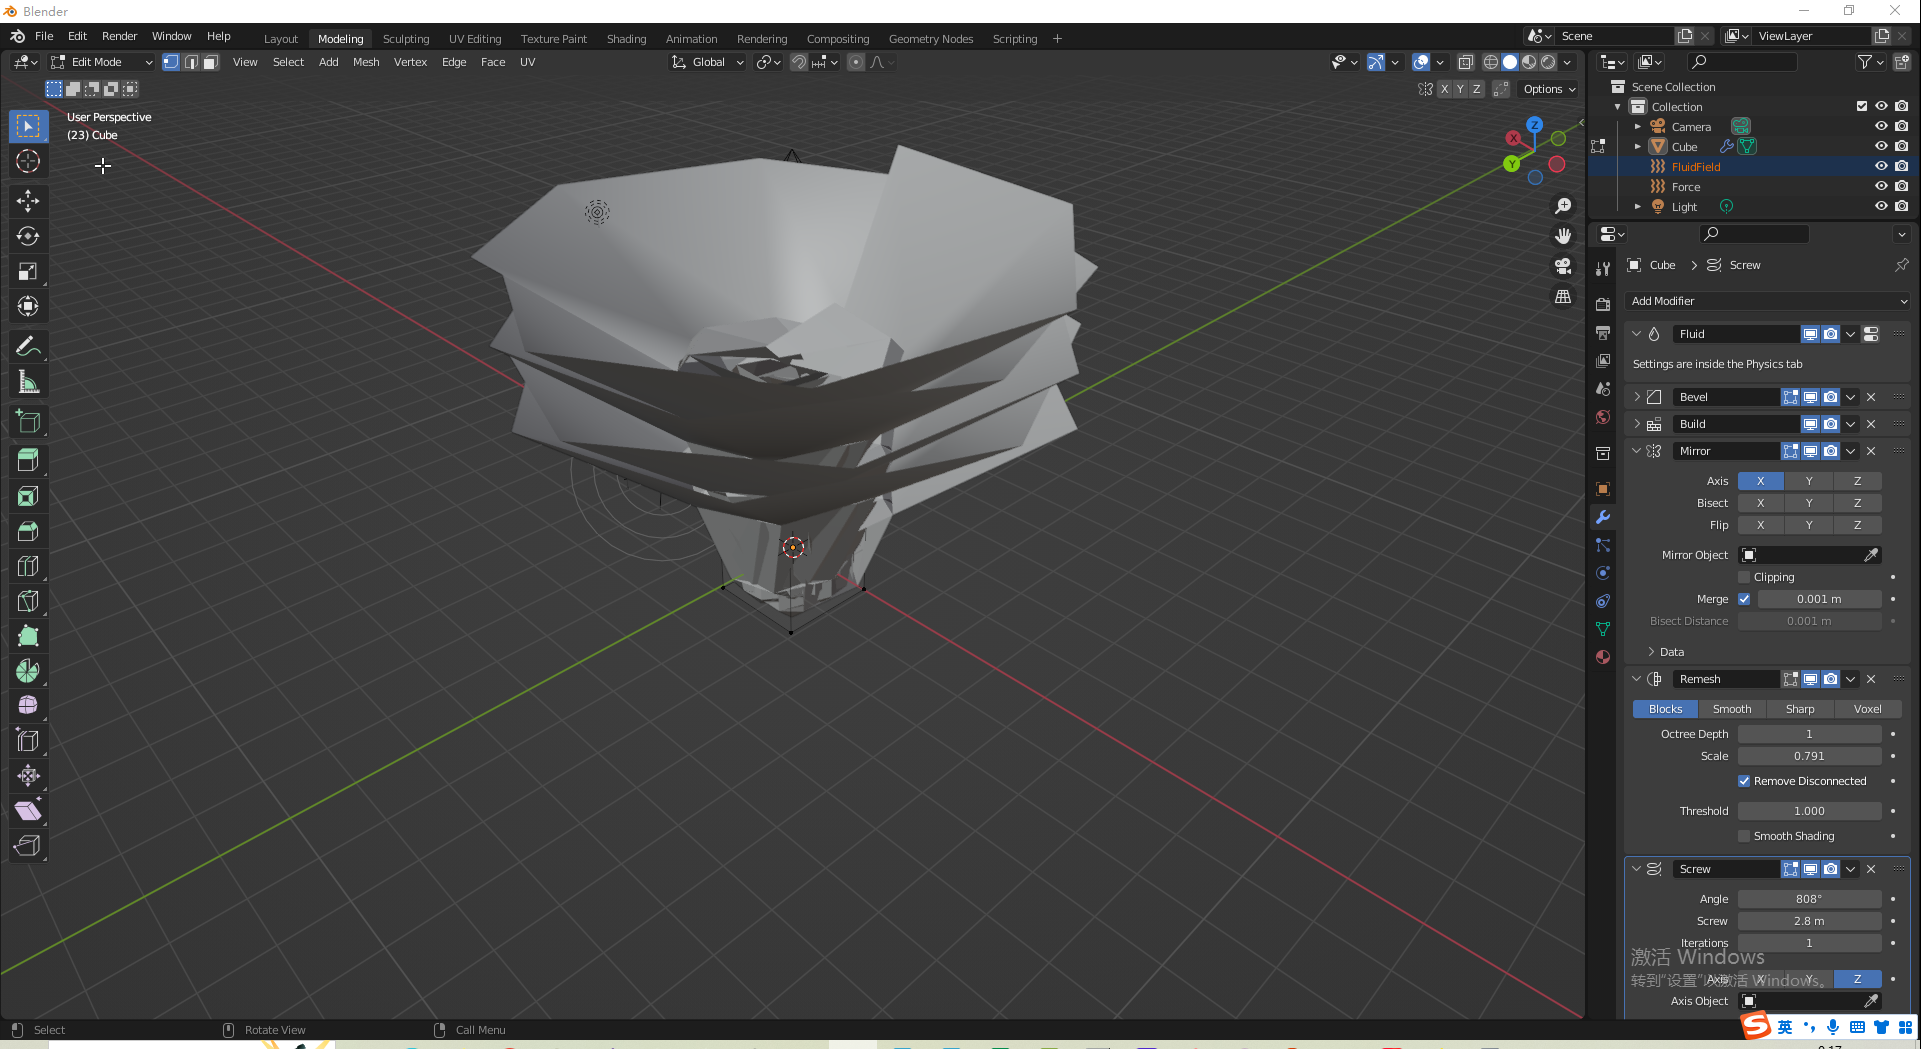 Blender
File Edit Render Window Help
Layout Modeling Sculpting UV Editing Texture Paint Shading Animation Rendering Compositing Geometry Nodes Scripting +
Scene
ViewLayer
Edit Mode
View Select Add Mesh Vertex Edge Face UV
Global
X Y Z
Options
User Perspective
(23) Cube
X
Y
Z
Scene Collection
Collection
Camera
Cube
FluidField
Force
Light
Cube > Screw
Add Modifier
Fluid
Settings are inside the Physics tab
Bevel
Build
Mirror
Axis X Y Z
Bisect X Y Z
Flip X Y Z
Mirror Object
Clipping
Merge 0.001 m
Bisect Distance 0.001 m
Data
Remesh
Blocks Smooth Sharp Voxel
Octree Depth 1
Scale 0.791
Remove Disconnected
Threshold 1.000
Smooth Shading
Screw
Angle 808°
Screw 2.8 m
Iterations 1
激活 Windows
Axis X Y Z
转到"设置"以激活 Windows。
Axis Object
Select
Rotate View
Call Menu
S 英